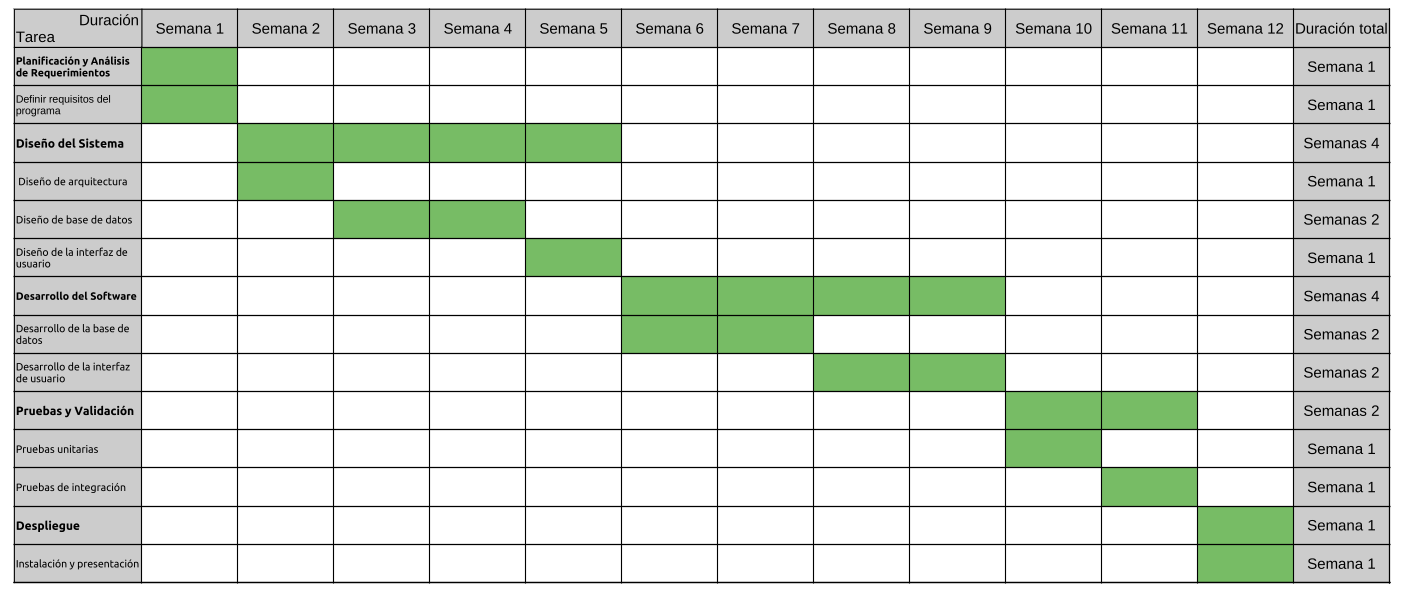 Duración
Tarea
Semana 1 Semana 2 Semana 3 Semana 4 Semana 5 Semana 6 Semana 7 Semana 8 Semana 9 Semana 10 Semana 11 Semana 12 Duración total
Planificación y Análisis
de Requerimientos
Semana 1
Definir requisitos del
programa
Semana 1
Diseño del Sistema
Semanas 4
Diseño de arquitectura
Semana 1
Diseño de base de datos
Semanas 2
Diseño de la interfaz de
usuario
Semana 1
Desarrollo del Software
Semanas 4
Desarrollo de la base de
datos
Semanas 2
Desarrollo de la interfaz
de usuario
Semanas 2
Pruebas y Validación
Semanas 2
Pruebas unitarias
Semana 1
Pruebas de integración
Semana 1
Despliegue
Semana 1
Instalación y presentación
Semana 1